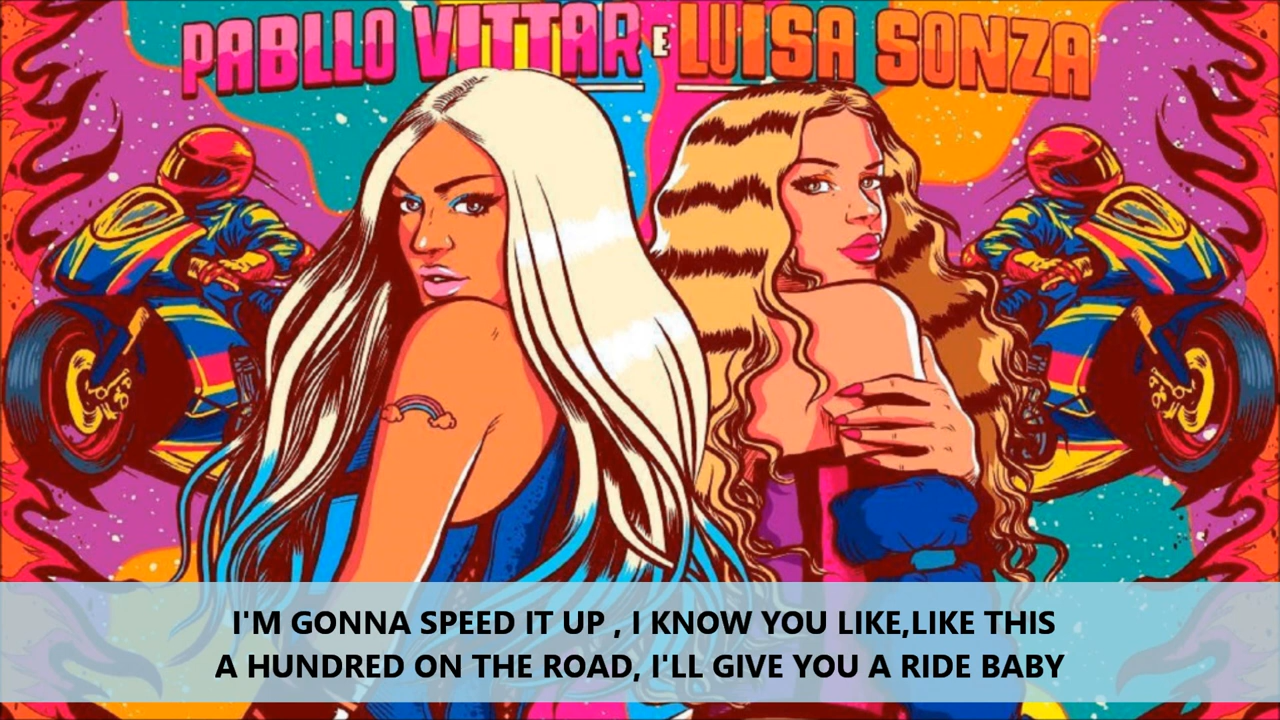 PABLLO VITTAR E LUÍSA SONZA
I'M GONNA SPEED IT UP , I KNOW YOU LIKE,LIKE THIS
A HUNDRED ON THE ROAD, I'LL GIVE YOU A RIDE BABY